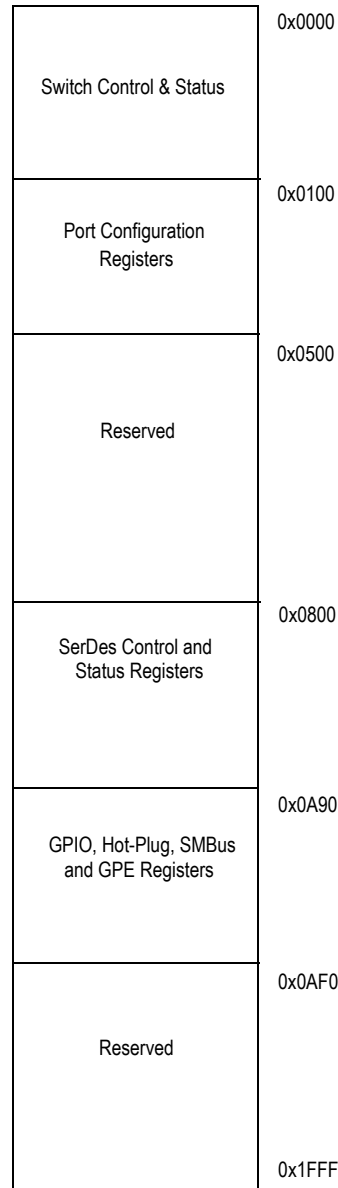 0x0000
Switch Control & Status
0x0100
Port Configuration
Registers
0x0500
Reserved
0x0800
SerDes Control and
Status Registers
0x0A90
GPIO, Hot-Plug, SMBus
and GPE Registers
0x0AF0
Reserved
0x1FFF